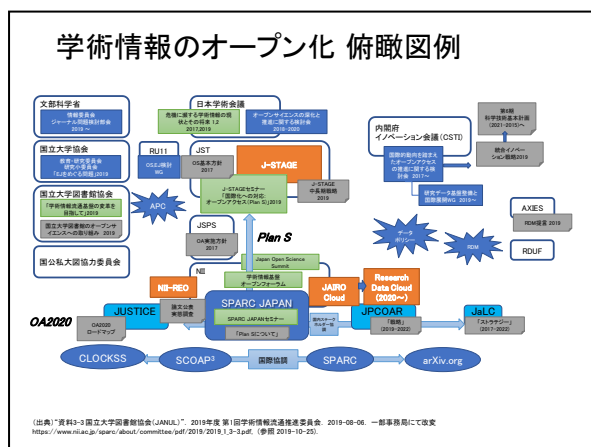 学術情報のオープン化 俯瞰図例
文部科学省
情報委員会
ジャーナル問題検討部会
2019 ~
国立大学協会
教育・研究委員会
研究小委員会
「EJをめぐる問題」2019
国立大学図書館協会
「学術情報流通基盤の変革を
目指して」2019
国立大学図書館のオープンサイ
エンスへの取り組み 2019
国公私大図協力委員会
RU11
OS,EJ検討
WG
APC
日本学術会議
危機に瀕する学術情報の現
状とその将来 1,2
2017,2018
オープンサイエンスの深化と
推進に関する検討会
2018-2020
JST
OS基本方針
2017
J-STAGE
J-STAGEセミナー
「国際化への対応:
オープンアクセス(Plan S)」2019
J-STAGE
中長期戦略
2019
JSPS
OA実施方針
2017
Plan S
Japan Open Science
Summit
NII
学術情報基盤
オープンフォーラム
NII-REO
論文公表
実態調査
SPARC JAPAN
SPARC JAPANセミナー
「Plan Sについて」
JAIRO
Cloud
Research
Data Cloud
(2020~)
内閣府
イノベーション会議(CSTI)
国際的動向を踏まえ
たオープンアクセス
の推進に関する検
討会 2017~
研究データ基盤整備と
国際展開WG 2019~
第6期
科学技術基本計画
(2021-2015)~
統合イノベー
ション戦略2019
データ
ポリシー
RDM
AXIES
RDM提言 2019
RDUF
OA2020
JUSTICE
OA2020
ロードマップ
JPCOAR
「戦略」
(2019-2022)
JaLC
「ストラテジー」
(2017-2022)
CLOCKSS
SCOAP³
国際協調
SPARC
arXiv.org
(出典)"資料3-3 国立大学図書館協会(JANUL)". 2019年度 第1回学術情報流通推進委員会. 2019-08-06, 一部事務局にて改変
https://www.nii.ac.jp/sparc/about/committee/pdf/2019/2019_1_3-3.pdf, (参照 2019-10-25).